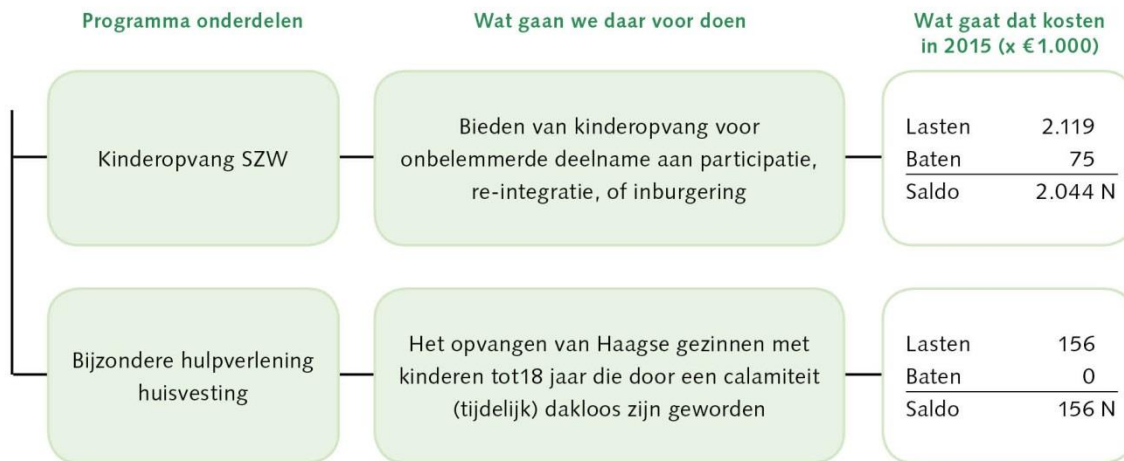 Programma onderdelen
Wat gaan we daar voor doen
Wat gaat dat kosten
in 2015 (x €1.000)
Kinderopvang SZW
Bieden van kinderopvang voor
onbelemmerde deelname aan participatie,
re-integratie, of inburgering
Lasten 2.119
Baten 75
Saldo 2.044 N
Bijzondere hulpverlening
huisvesting
Het opvangen van Haagse gezinnen met
kinderen tot18 jaar die door een calamiteit
(tijdelijk) dakloos zijn geworden
Lasten 156
Baten 0
Saldo 156 N